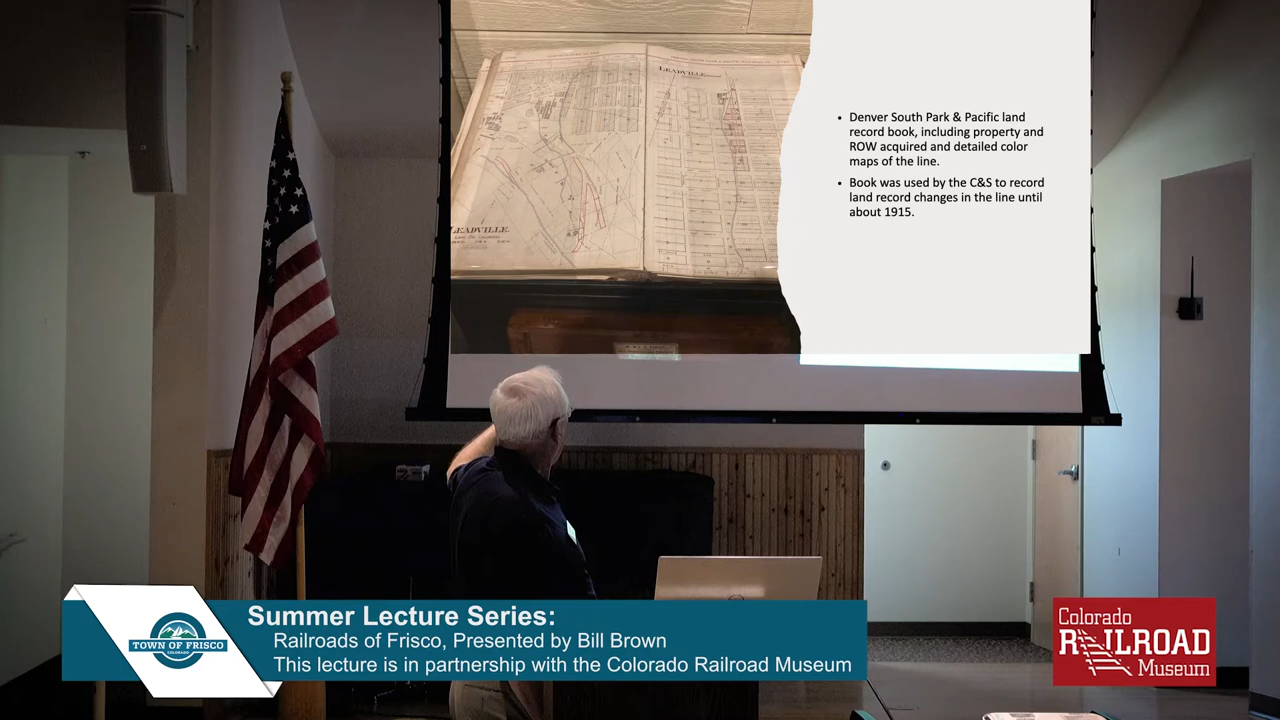 LEADVILLE.
LEADVILLE.
• Denver South Park & Pacific land
record book, including property and
ROW acquired and detailed color
maps of the line.
• Book was used by the C&S to record
land record changes in the line until
about 1915.
TOWN OF FRISCO
COLORADO
Summer Lecture Series:
Railroads of Frisco, Presented by Bill Brown
This lecture is in partnership with the Colorado Railroad Museum
Colorado
RAILROAD
Museum